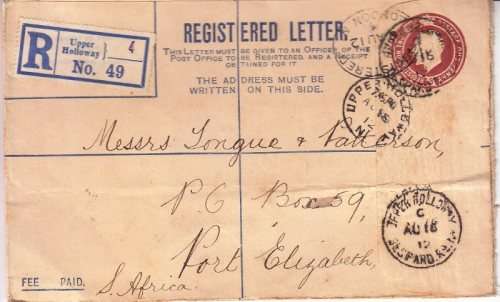 R
Upper
Holloway
4
No. 49
REGISTERED LETTER.
THIS LETTER MUST BE GIVEN TO AN OFFICER OF THE
POST OFFICE TO BE REGISTERED, AND A RECEIPT
OBTAINED FOR IT.
THE ADDRESS MUST BE
WRITTEN ON THIS SIDE.
UPPER HOLLOWAY
AU 16
12
N.
Messrs Tongue & Patterson,
P.O Box 59,
Port Elizabeth,
S. Africa
UPPER HOLLOWAY
C
AU 16
12
FEE PAID.